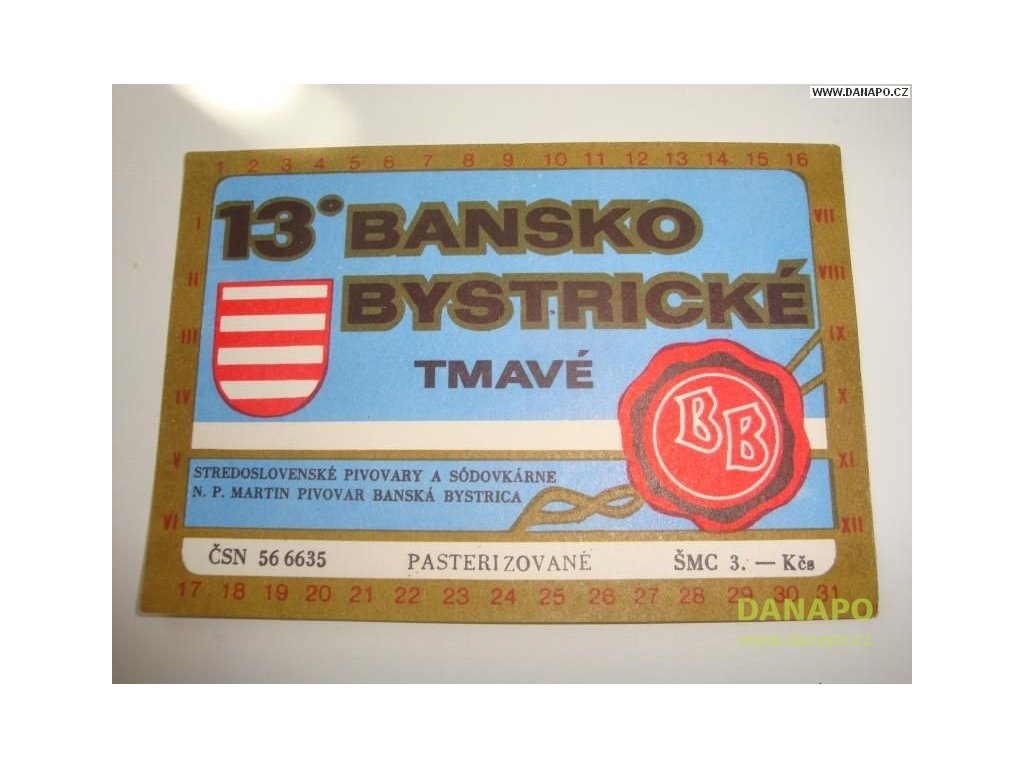 WWW.DANAPO.CZ
1 2 3 4 5 6 7 8 9 10 11 12 13 14 15 16
13° BANSKO
BYSTRICKÉ
TMAVÉ
I
II
III
IV
V
VI
VII
VIII
IX
X
XI
XII
BB
STREDOSLOVENSKÉ PIVOVARY A SÓDOVKÁRNE
N. P. MARTIN PIVOVAR BANSKÁ BYSTRICA
ČSN 56 6635 PASTERIZOVANÉ ŠMC 3. — Kčs
17 18 19 20 21 22 23 24 25 26 27 28 29 30 31
DANAPO
www.danapo.cz